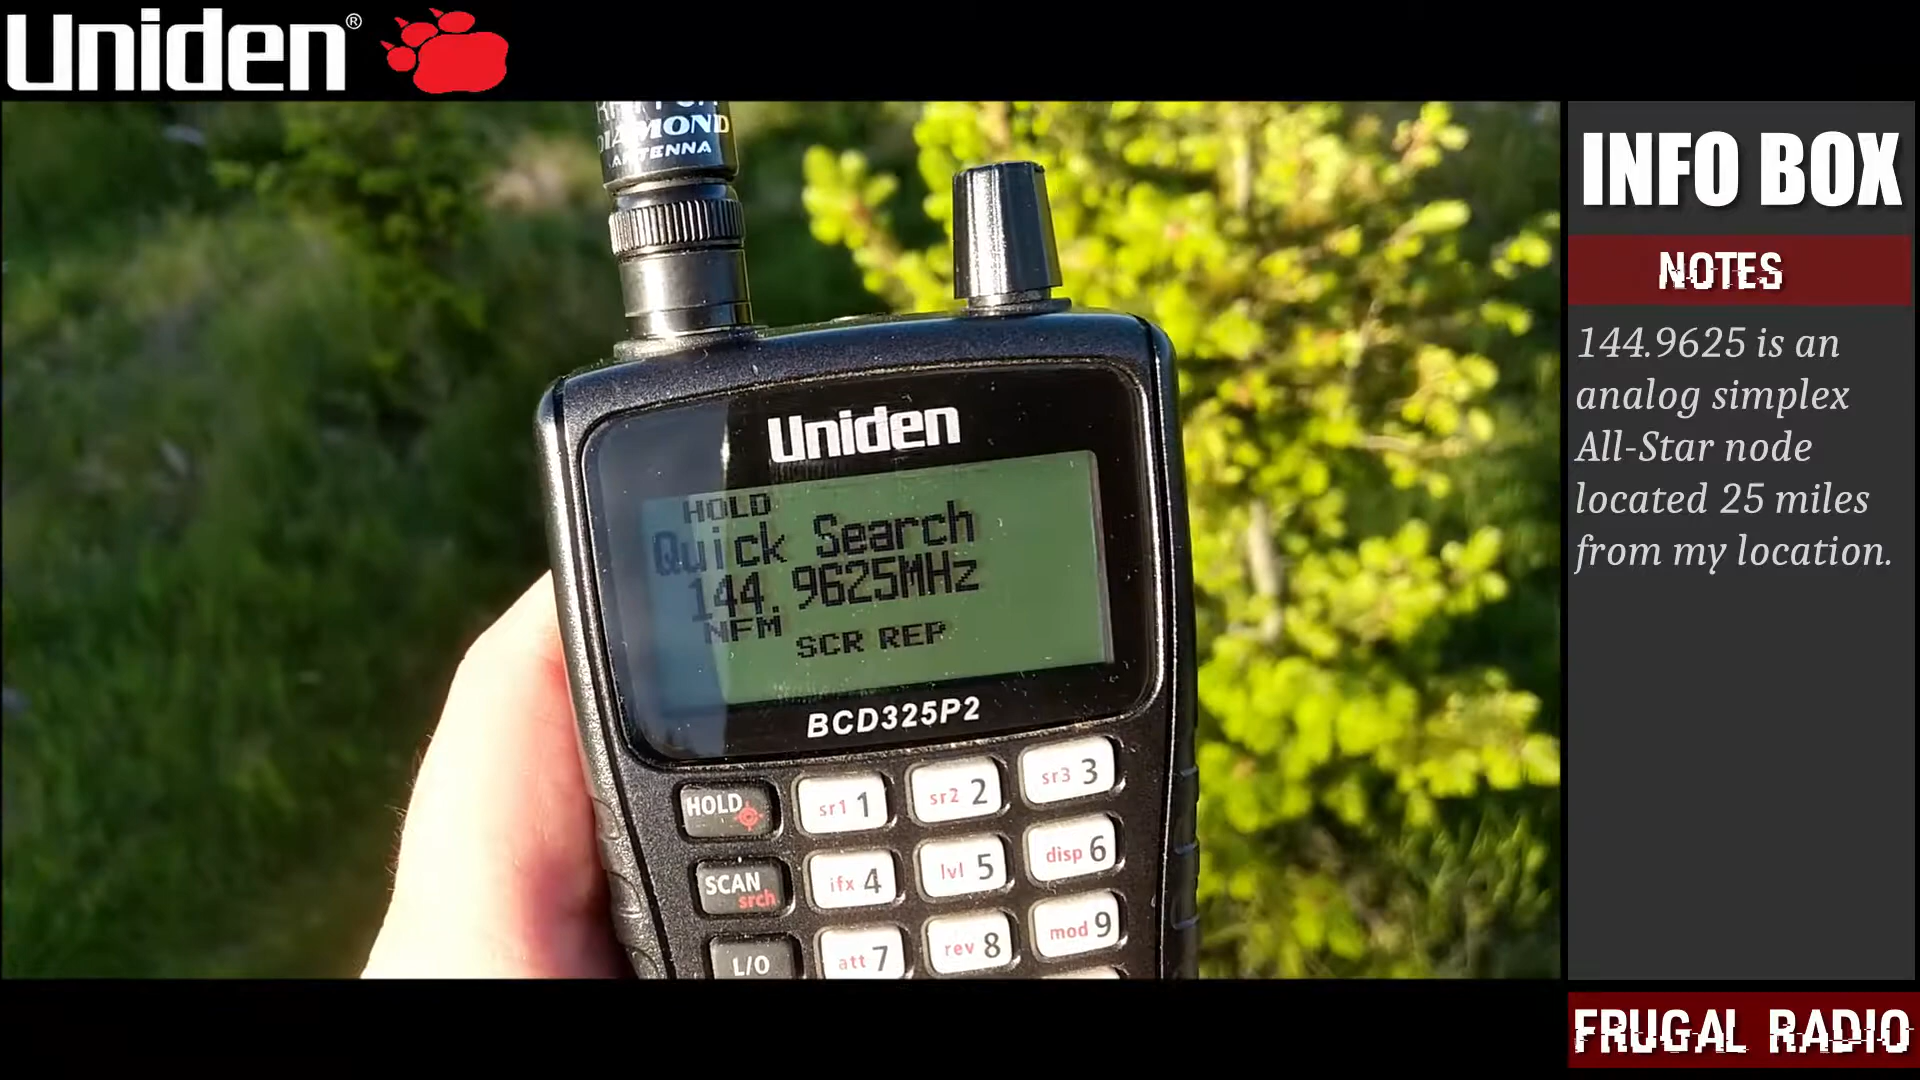 Uniden®
INFO BOX
NOTES
144.9625 is an
analog simplex
All-Star node
located 25 miles
from my location.
DIAMOND
ANTENNA
Uniden
HOLD
Quick Search
144.9625MHz
NFM SCR REP
BCD325P2
HOLD sr1 1 sr2 2 sr3 3
SCAN srch ifx 4 lvl 5 disp 6
L/O att 7 rev 8 mod 9
FRUGAL RADIO